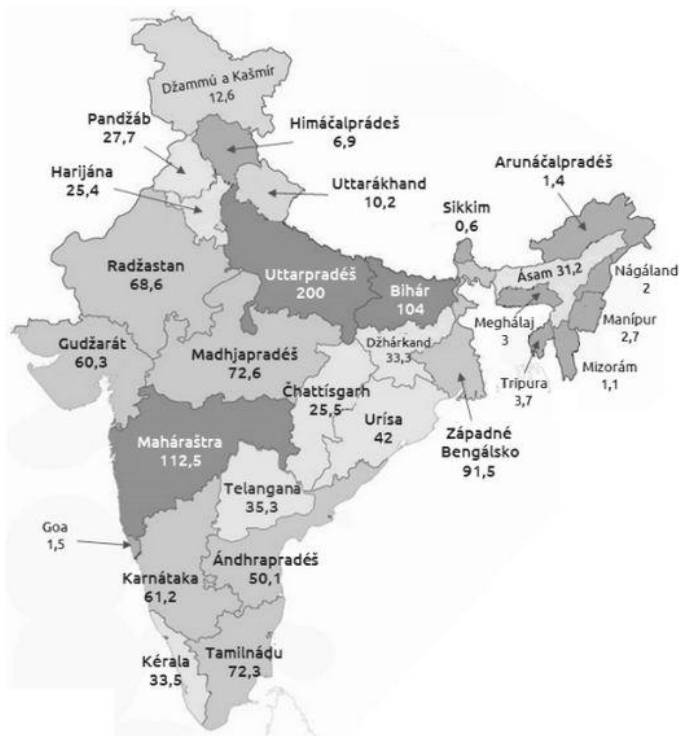 Džammú a Kašmír
12,6
Pandžáb
27,7
Himáčalprádeš
6,9
Harijána
25,4
Uttarákhand
10,2
Arunáčalpradéš
1,4
Sikkim
0,6
Radžastan
68,6
Uttarpradéš
200
Bihár
104
Ásam 31,2
Nágáland
2
Gudžarát
60,3
Madhjapradéš
72,6
Džhárkand
33,3
Meghálaj
3
Manípur
2,7
Mizorám
1,1
Tripura
3,7
Čhattísgarh
25,5
Urísa
42
Západné
Bengálsko
91,5
Maháraštra
112,5
Telangana
35,3
Goa
1,5
Karnátaka
61,2
Ándhrapradéš
50,1
Kérala
33,5
Tamilnádu
72,3